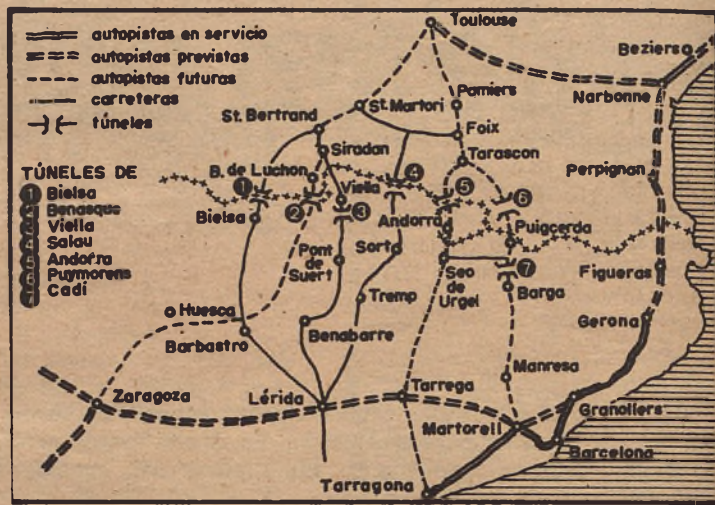 autopistas en servicio
autopistas previstas
autopistas futuras
carreteras
túneles
TÚNELES DE
1 Bielsa
2 Benasque
3 Viella
4 Salau
5 Andorra
6 Puymorens
7 Cadí
Toulouse
Beziers
Narbonne
St. Martori
Pamiers
St. Bertrand
Foix
Siradan
Tarascon
B. de Luchon
Perpignan
1
Viella
4
5
6
Bielsa
2
3
Andorra
Puigcerda
Pont de Suert
Sort
7
Seo de Urgel
Figueras
Barga
Tremp
Huesca
Gerona
Barbastro
Benabarre
Manresa
Zaragoza
Lérida
Tarrega
Granollers
Martorell
Barcelona
Tarragona